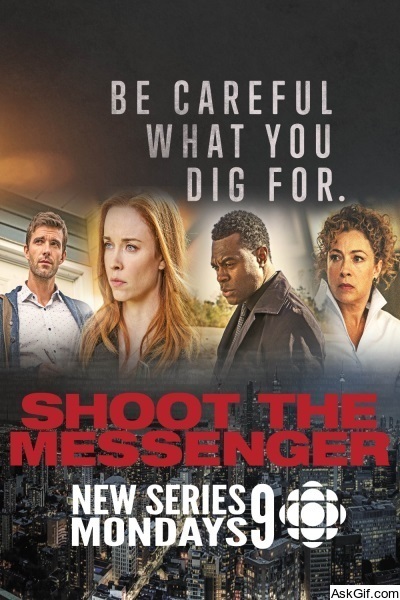 BE CAREFUL
WHAT YOU
DIG FOR.
SHOOT THE
MESSENGER
NEW SERIES
MONDAYS 9
AskGif.com